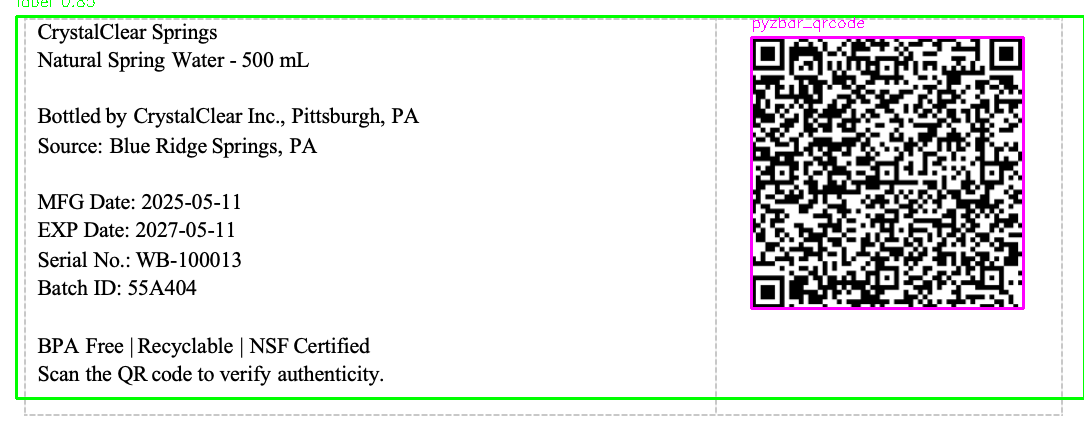 label 0.85
CrystalClear Springs
Natural Spring Water - 500 mL
Bottled by CrystalClear Inc., Pittsburgh, PA
Source: Blue Ridge Springs, PA
MFG Date: 2025-05-11
EXP Date: 2027-05-11
Serial No.: WB-100013
Batch ID: 55A404
BPA Free | Recyclable | NSF Certified
Scan the QR code to verify authenticity.
pyzbar_qrcode